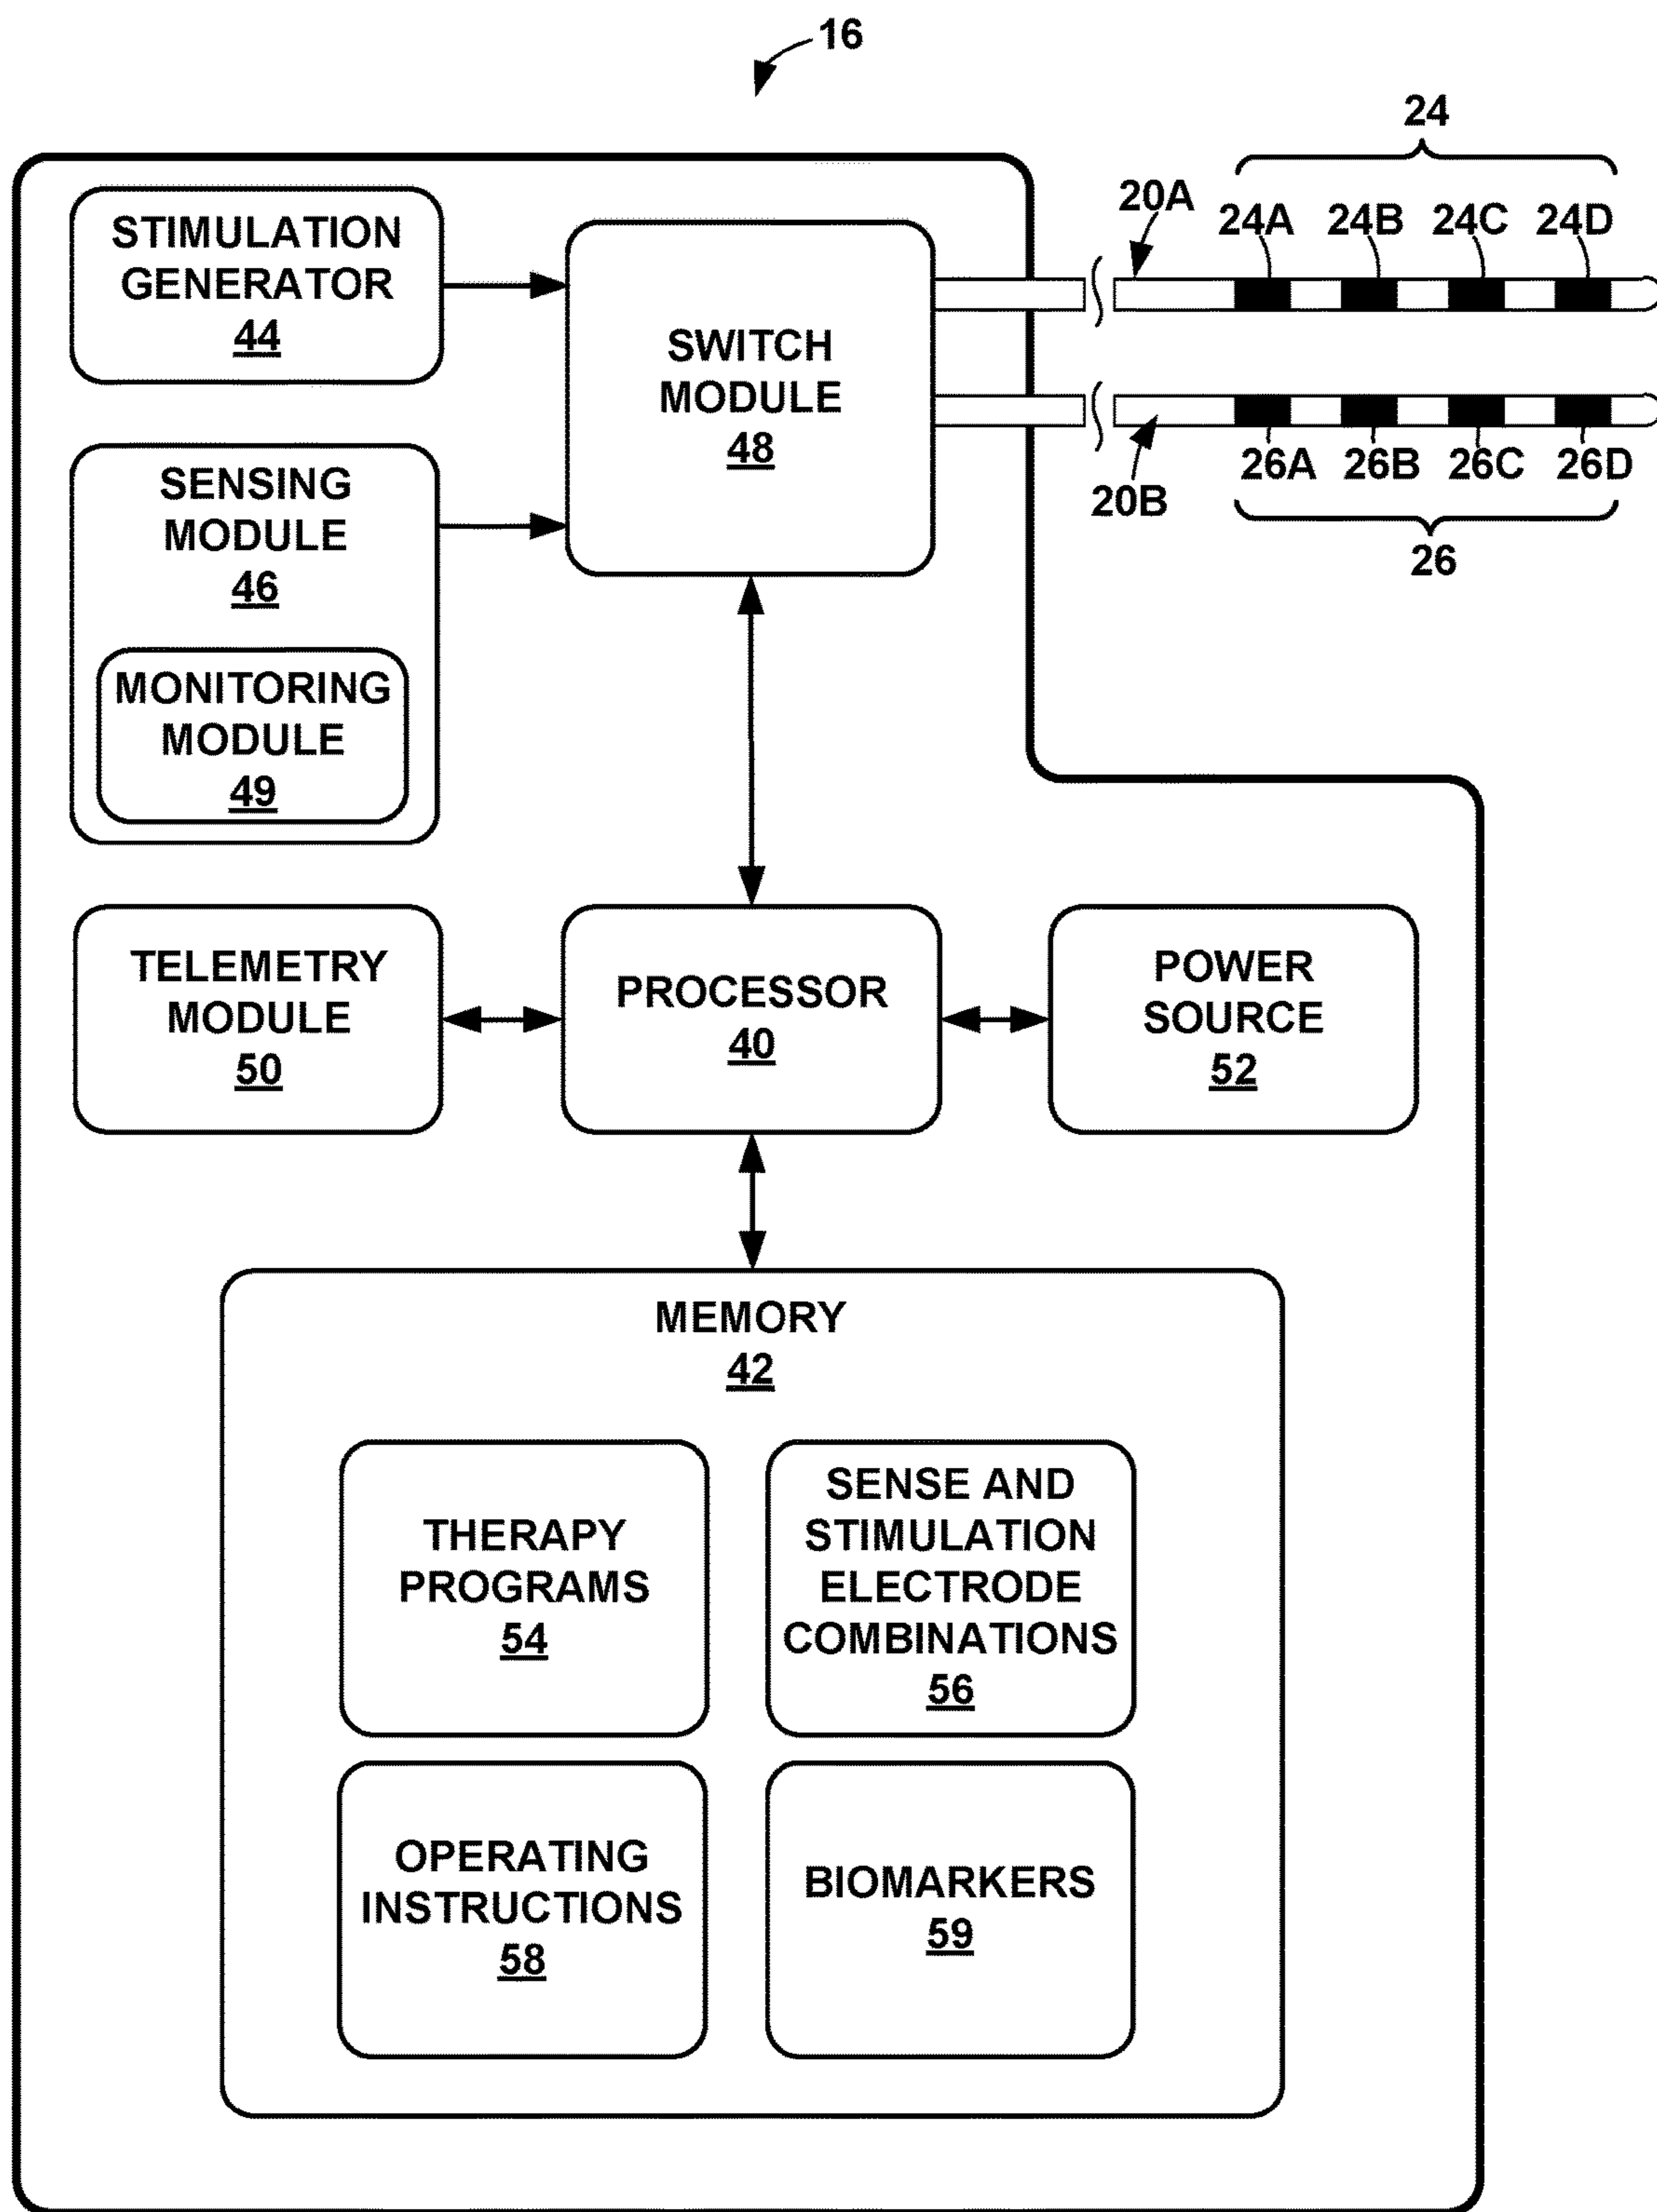 16
24
20A
24A 24B 24C 24D
STIMULATION
GENERATOR
44
SWITCH
MODULE
48
26A 26B 26C 26D
20B
26
SENSING
MODULE
46
MONITORING
MODULE
49
TELEMETRY
MODULE
50
PROCESSOR
40
POWER
SOURCE
52
MEMORY
42
THERAPY
PROGRAMS
54
SENSE AND
STIMULATION
ELECTRODE
COMBINATIONS
56
OPERATING
INSTRUCTIONS
58
BIOMARKERS
59